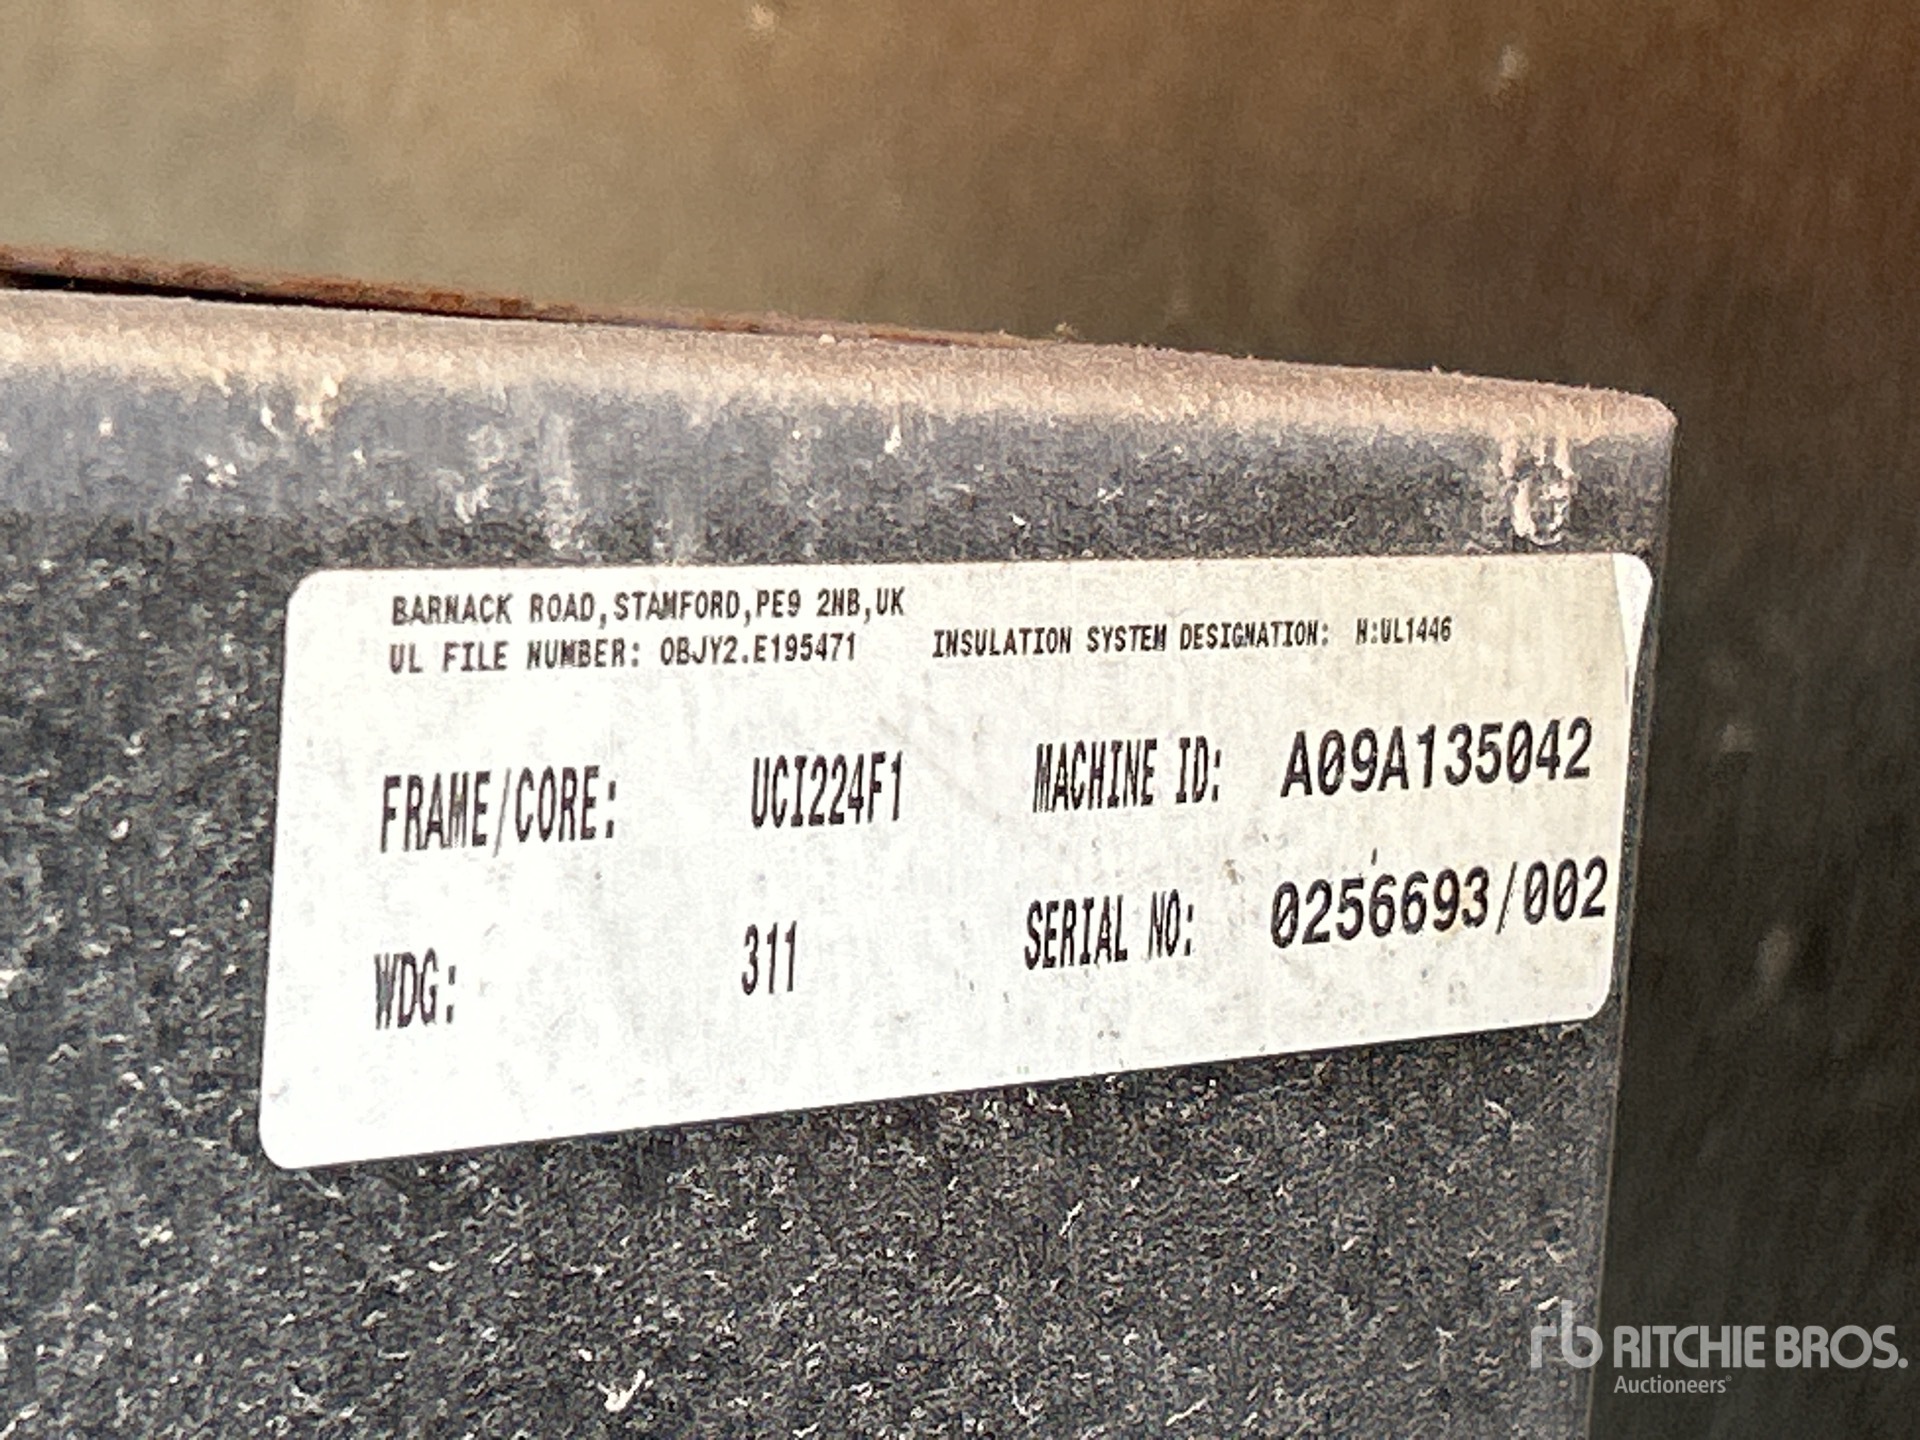 BARNACK ROAD,STAMFORD,PE9 2NB,UK
UL FILE NUMBER: OBJY2.E195471 INSULATION SYSTEM DESIGNATION: H:UL1446
FRAME/CORE: UCI224F1 MACHINE ID: A09A135042
WDG: 311 SERIAL NO: 0256693/002
rb RITCHIE BROS.
Auctioneers